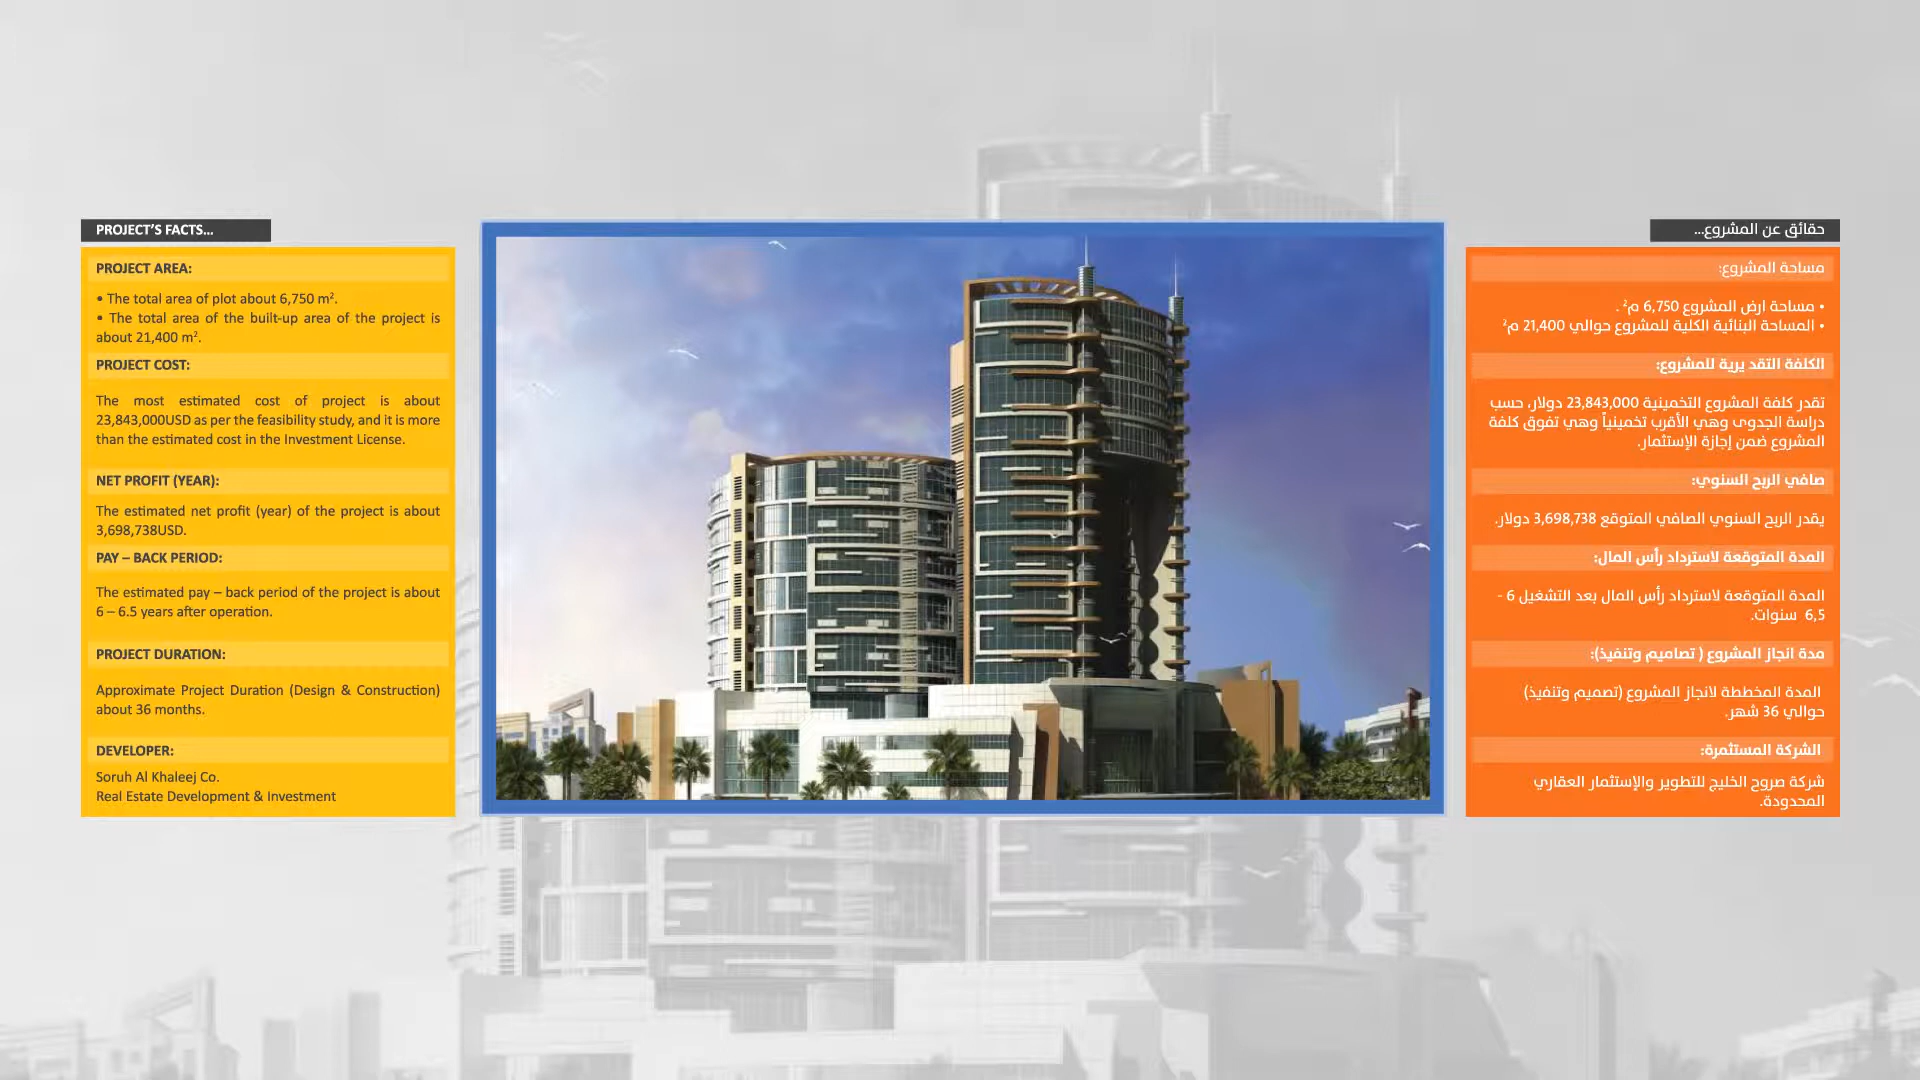 PROJECT'S FACTS...
PROJECT AREA:
• The total area of plot about 6,750 m².
• The total area of the built-up area of the project is
about 21,400 m².
PROJECT COST:
The most estimated cost of project is about
23,843,000USD as per the feasibility study, and it is more
than the estimated cost in the Investment License.
NET PROFIT (YEAR):
The estimated net profit (year) of the project is about
3,698,738USD.
PAY – BACK PERIOD:
The estimated pay – back period of the project is about
6 – 6.5 years after operation.
PROJECT DURATION:
Approximate Project Duration (Design & Construction)
about 36 months.
DEVELOPER:
Soruh Al Khaleej Co.
Real Estate Development & Investment
حقائق عن المشروع...
مساحة المشروع:
• مساحة ارض المشروع 6,750 م² .
• المساحة البنائية الكلية للمشروع حوالي 21,400 م²
الكلفة التقد يرية للمشروع:
تقدر كلفة المشروع التخمينية 23,843,000 دولار، حسب
دراسة الجدوى وهي الأقرب تخمينياً وهي تفوق كلفة
المشروع ضمن إجازة الإستثمار.
صافي الربح السنوي:
يقدر الربح السنوي الصافي المتوقع 3,698,738 دولار.
المدة المتوقعة لاسترداد رأس المال:
المدة المتوقعة لاسترداد رأس المال بعد التشغيل 6 -
6,5 سنوات.
مدة انجاز المشروع ( تصاميم وتنفيذ):
المدة المخططة لانجاز المشروع (تصميم وتنفيذ)
حوالي 36 شهر.
الشركة المستثمرة:
شركة صروح الخليج للتطوير والإستثمار العقاري
المحدودة.